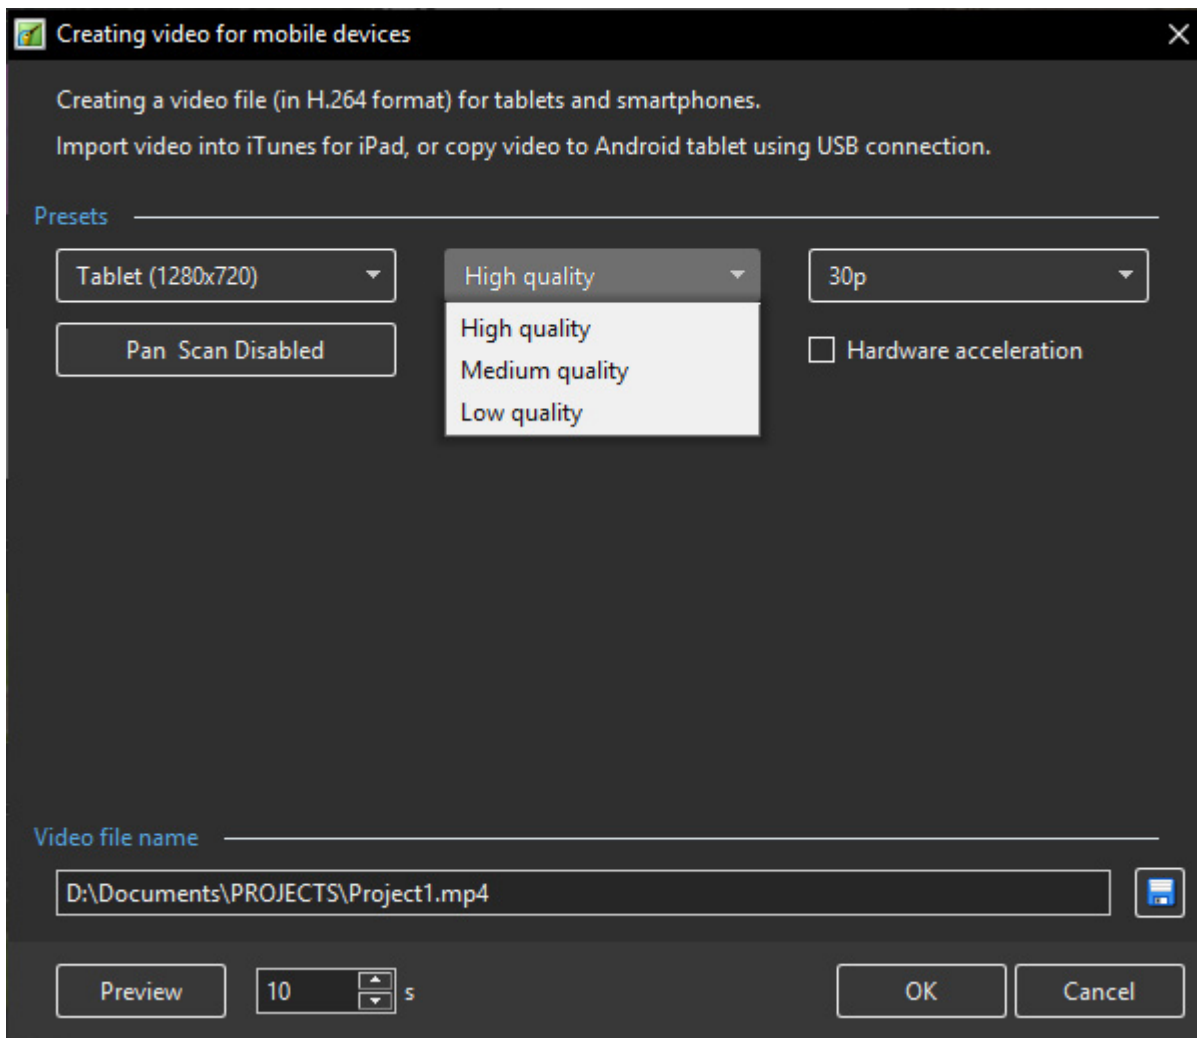 Creating video for mobile devices
Creating a video file (in H.264 format) for tablets and smartphones.
Import video into iTunes for iPad, or copy video to Android tablet using USB connection.
Presets
Tablet (1280x720)
High quality
30p
Pan  Scan Disabled
High quality
Medium quality
Low quality
Hardware acceleration
Video file name
D:\Documents\PROJECTS\Project1.mp4
Preview
10
s
OK
Cancel